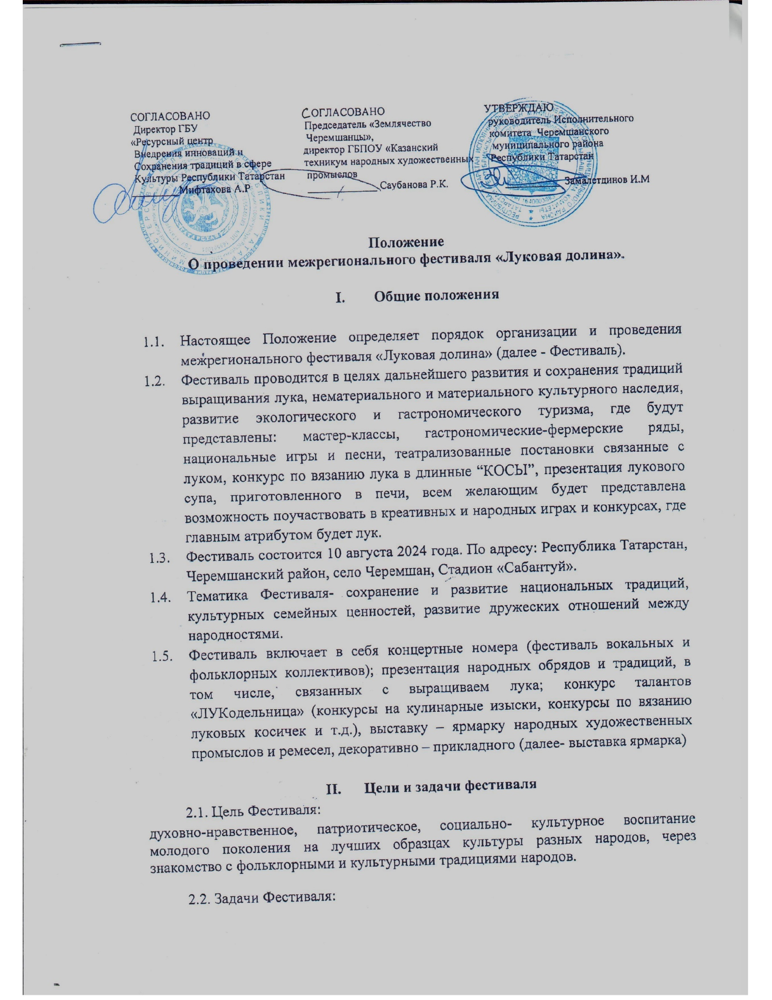 СОГЛАСОВАНО
Директор ГБУ
«Ресурсный центр
Внедрения инноваций и
Сохранения традиций в сфере
Культуры Республики Татарстан
Мифтахова А.Р
СОГЛАСОВАНО
Председатель «Землячество
Черемшанцы»,
директор ГБПОУ «Казанский
техникум народных художественных
промыслов
Саубанова Р.К.
УТВЕРЖДАЮ
руководитель Исполнительного
комитета Черемшанского
муниципального района
Республики Татарстан
Замалетдинов И.М
Положение
О проведении межрегионального фестиваля «Луковая долина».
I. Общие положения
1.1. Настоящее Положение определяет порядок организации и проведения
межрегионального фестиваля «Луковая долина» (далее - Фестиваль).
1.2. Фестиваль проводится в целях дальнейшего развития и сохранения традиций
выращивания лука, нематериального и материального культурного наследия,
развитие экологического и гастрономического туризма, где будут
представлены: мастер-классы, гастрономические-фермерские ряды,
национальные игры и песни, театрализованные постановки связанные с
луком, конкурс по вязанию лука в длинные “КОСЫ”, презентация лукового
супа, приготовленного в печи, всем желающим будет представлена
возможность поучаствовать в креативных и народных играх и конкурсах, где
главным атрибутом будет лук.
1.3. Фестиваль состоится 10 августа 2024 года. По адресу: Республика Татарстан,
Черемшанский район, село Черемшан, Стадион «Сабантуй».
1.4. Тематика Фестиваля- сохранение и развитие национальных традиций,
культурных семейных ценностей, развитие дружеских отношений между
народностями.
1.5. Фестиваль включает в себя концертные номера (фестиваль вокальных и
фольклорных коллективов); презентация народных обрядов и традиций, в
том числе, связанных с выращиваем лука; конкурс талантов
«ЛУКодельница» (конкурсы на кулинарные изыски, конкурсы по вязанию
луковых косичек и т.д.), выставку – ярмарку народных художественных
промыслов и ремесел, декоративно – прикладного (далее- выставка ярмарка)
II. Цели и задачи фестиваля
2.1. Цель Фестиваля:
духовно-нравственное, патриотическое, социально- культурное воспитание
молодого поколения на лучших образцах культуры разных народов, через
знакомство с фольклорными и культурными традициями народов.
2.2. Задачи Фестиваля: